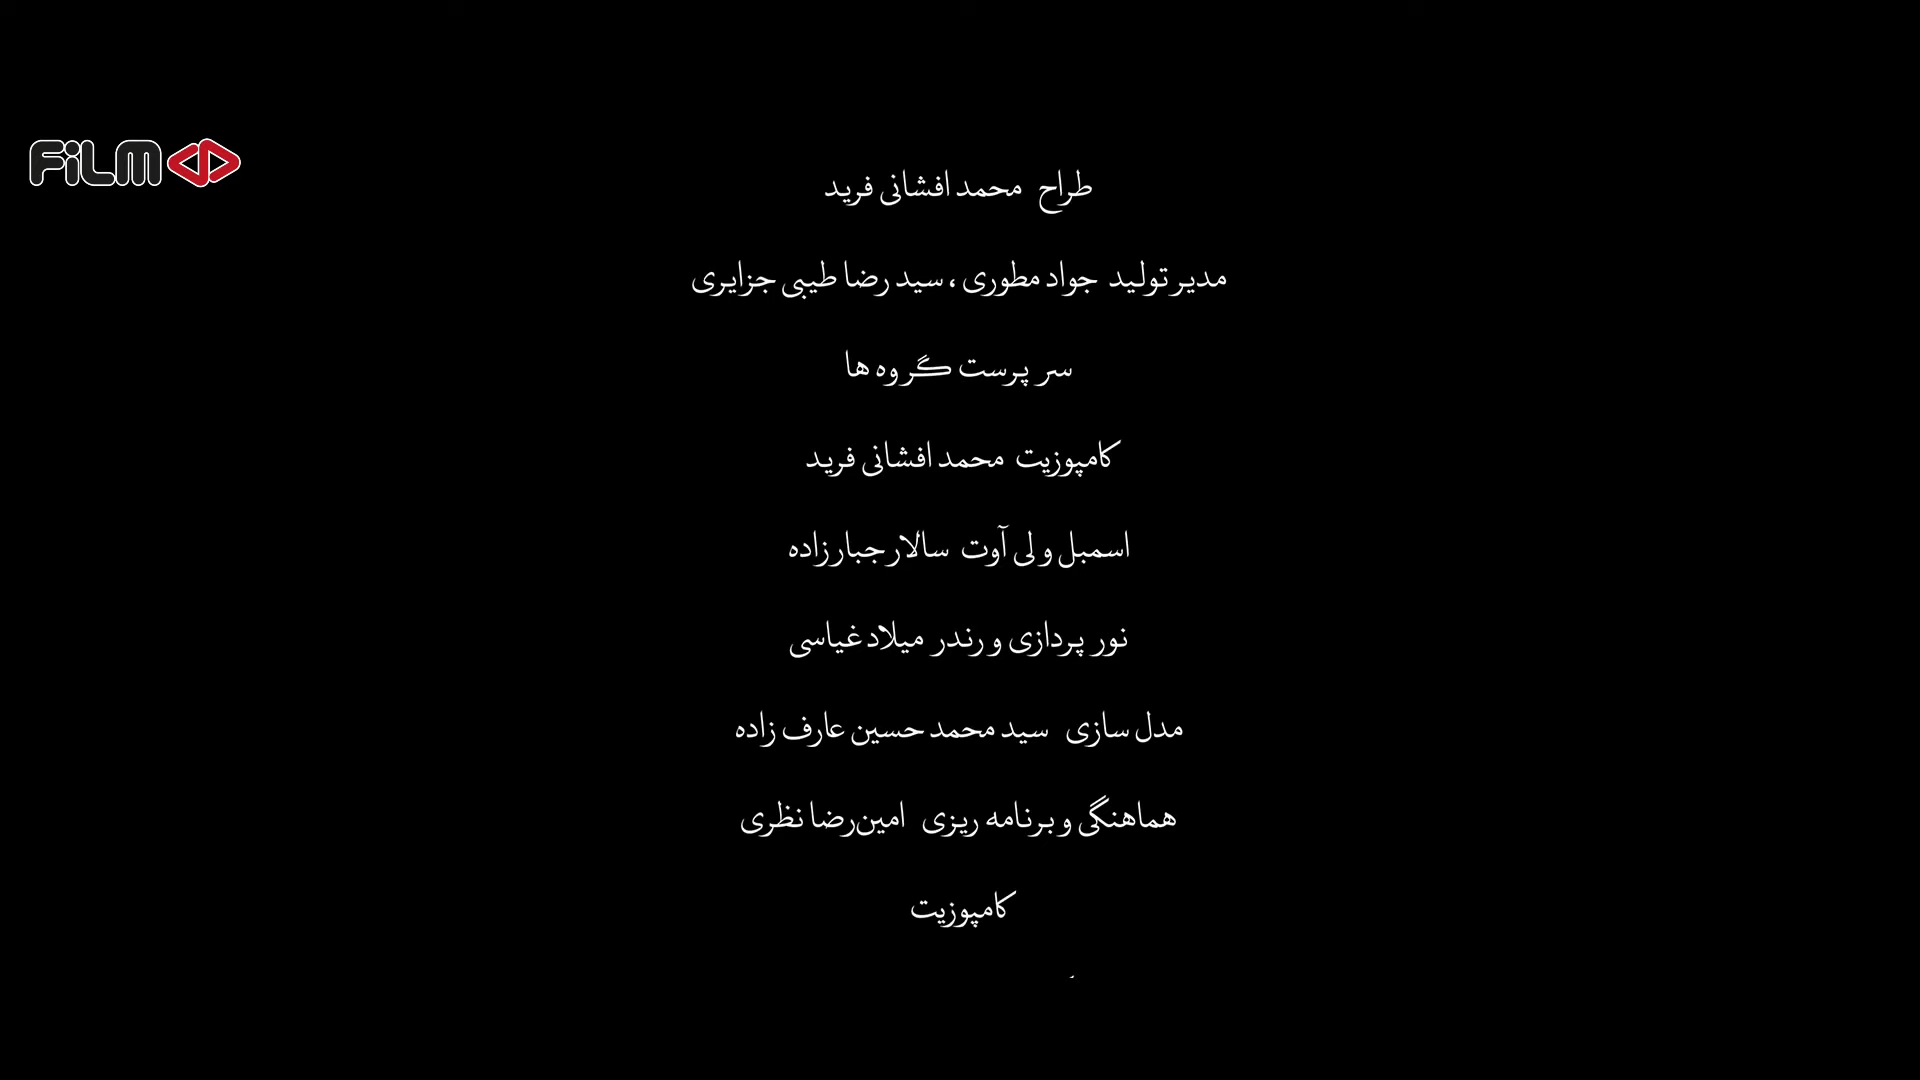 FiLM
طراح محمد افشانی فرید
مدیر تولید جواد مطوری ، سید رضا طیبی جزایری
سر پرست گروه ها
کامپوزیت محمد افشانی فرید
اسمبل و لی آوت سالار جبارزاده
نور پردازی و رندر میلاد غیاسی
مدل سازی سید محمد حسین عارف زاده
هماهنگی و برنامه ریزی امین‌رضا نظری
کامپوزیت